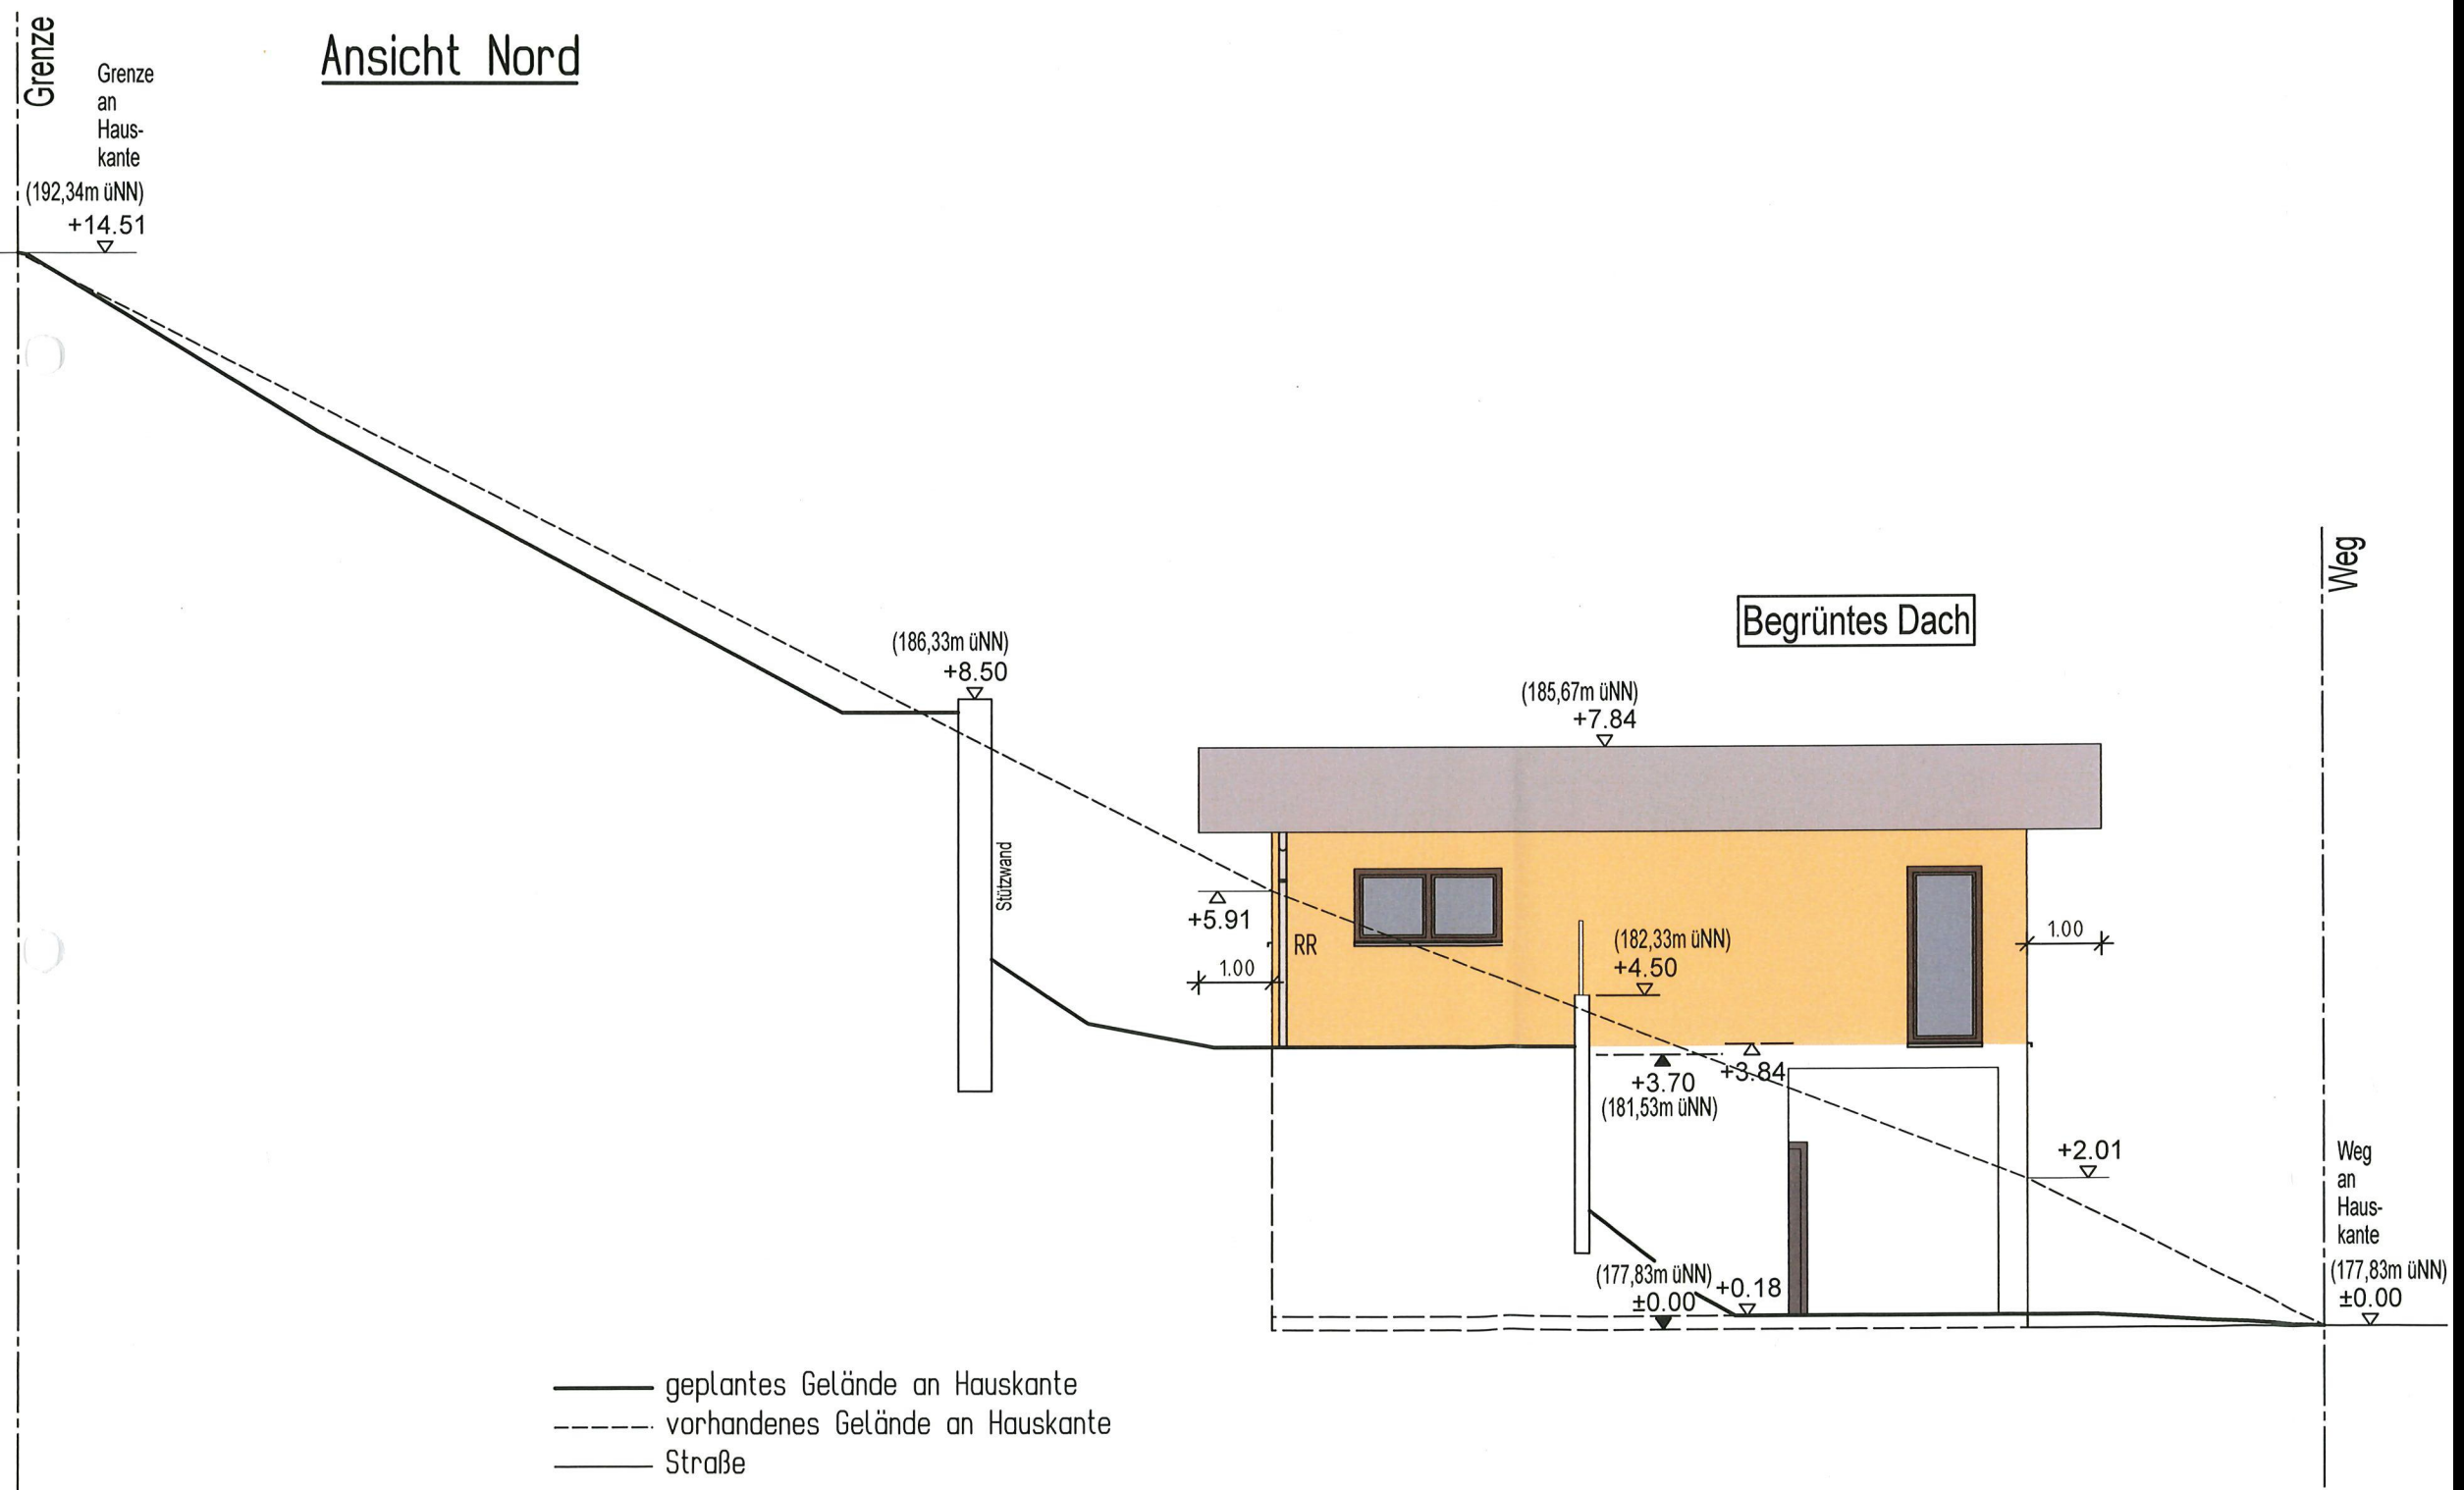 Grenze
Ansicht Nord
Grenze
an
Haus-
kante
(192,34m üNN)
+14.51
Weg
Begrüntes Dach
(186,33m üNN)
+8.50
(185,67m üNN)
+7.84
Stützwand
+5.91
RR
1.00
(182,33m üNN)
+4.50
1.00
+3.70
(181,53m üNN)
+3.84
+2.01
Weg
an
Haus-
kante
(177,83m üNN)
±0.00
(177,83m üNN)
±0.00
+0.18
geplantes Gelände an Hauskante
vorhandenes Gelände an Hauskante
Straße